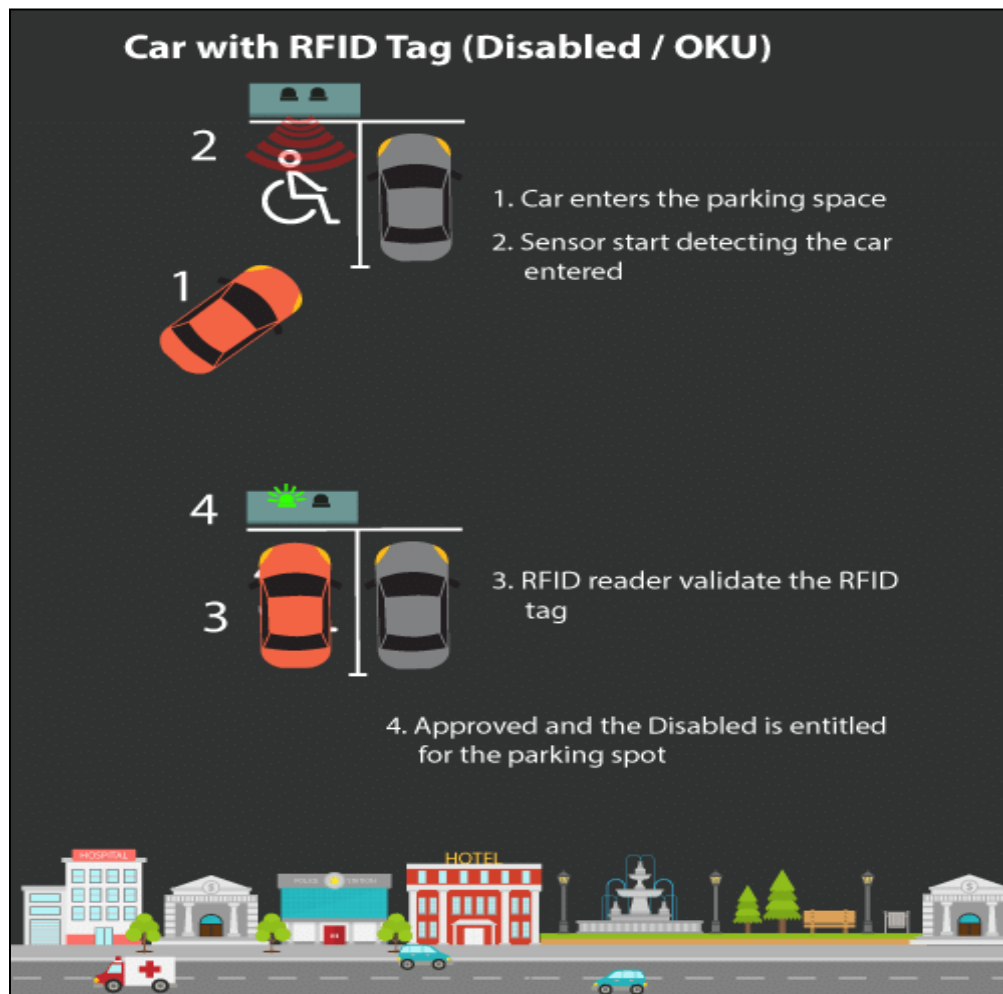 Car with RFID Tag (Disabled / OKU)
2
1. Car enters the parking space
2. Sensor start detecting the car
entered
1
4
3. RFID reader validate the RFID
tag
3
4. Approved and the Disabled is entitled
for the parking spot
HOSPITAL
HOTEL
POLICE STATION
$
$